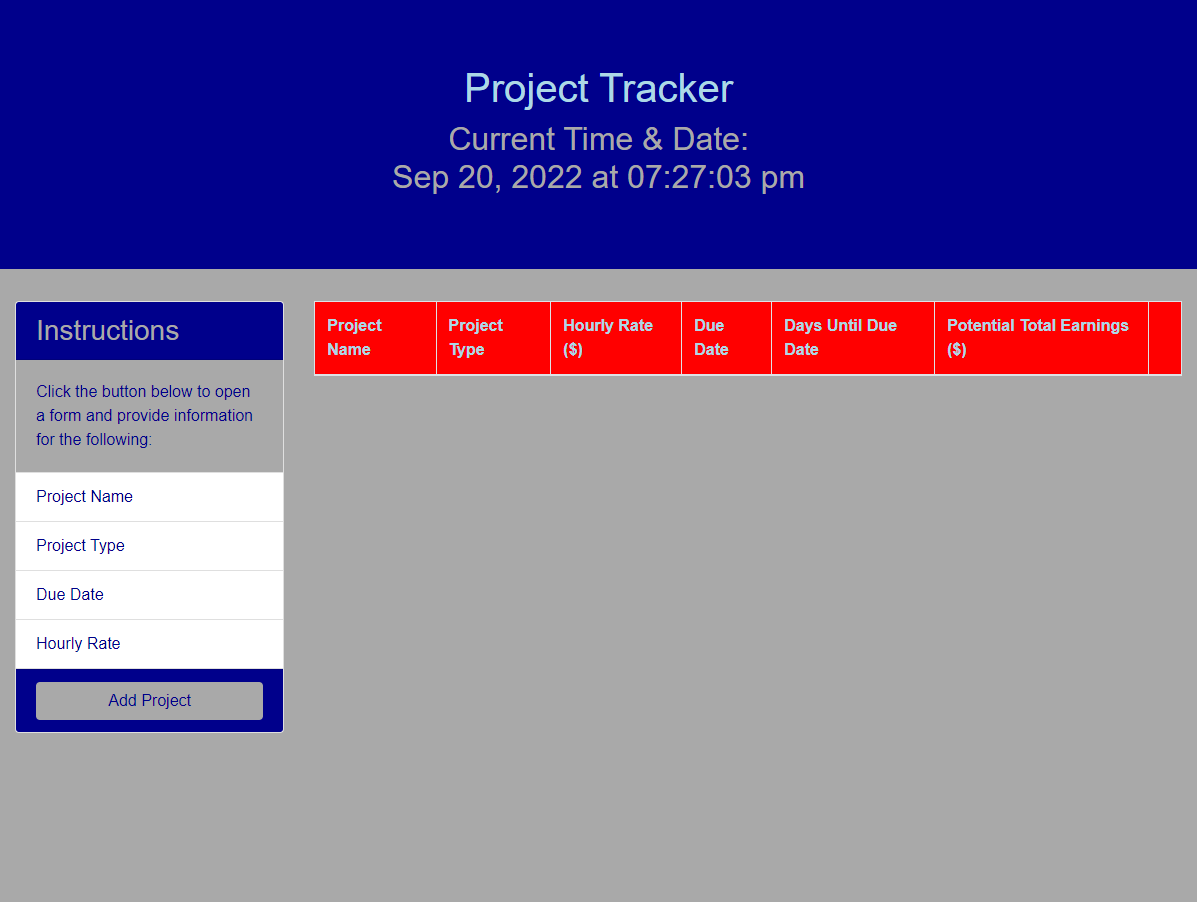 Project Tracker
Current Time & Date:
Sep 20, 2022 at 07:27:03 pm
Instructions
Click the button below to open
a form and provide information
for the following:
Project Name
Project Type
Due Date
Hourly Rate
Add Project
Project Name
Project Type
Hourly Rate ($)
Due Date
Days Until Due Date
Potential Total Earnings ($)